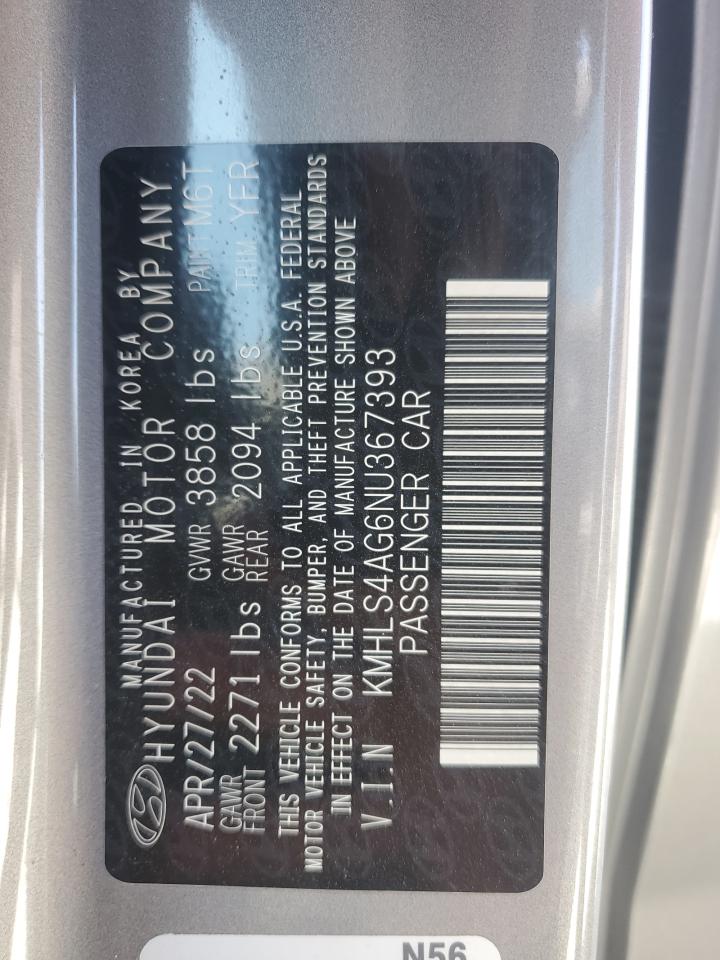 MANUFACTURED IN KOREA BY
HYUNDAI MOTOR COMPANY
APR/27/22 GVWR 3858 lbs PAINT M6T
GAWR FRONT 2271 lbs GAWR REAR 2094 lbs TRIM YFR
THIS VEHICLE CONFORMS TO ALL APPLICABLE U.S.A. FEDERAL
MOTOR VEHICLE SAFETY, BUMPER, AND THEFT PREVENTION STANDARDS
IN EFFECT ON THE DATE OF MANUFACTURE SHOWN ABOVE
V.I.N KMHLS4AG6NU367393
PASSENGER CAR
N56